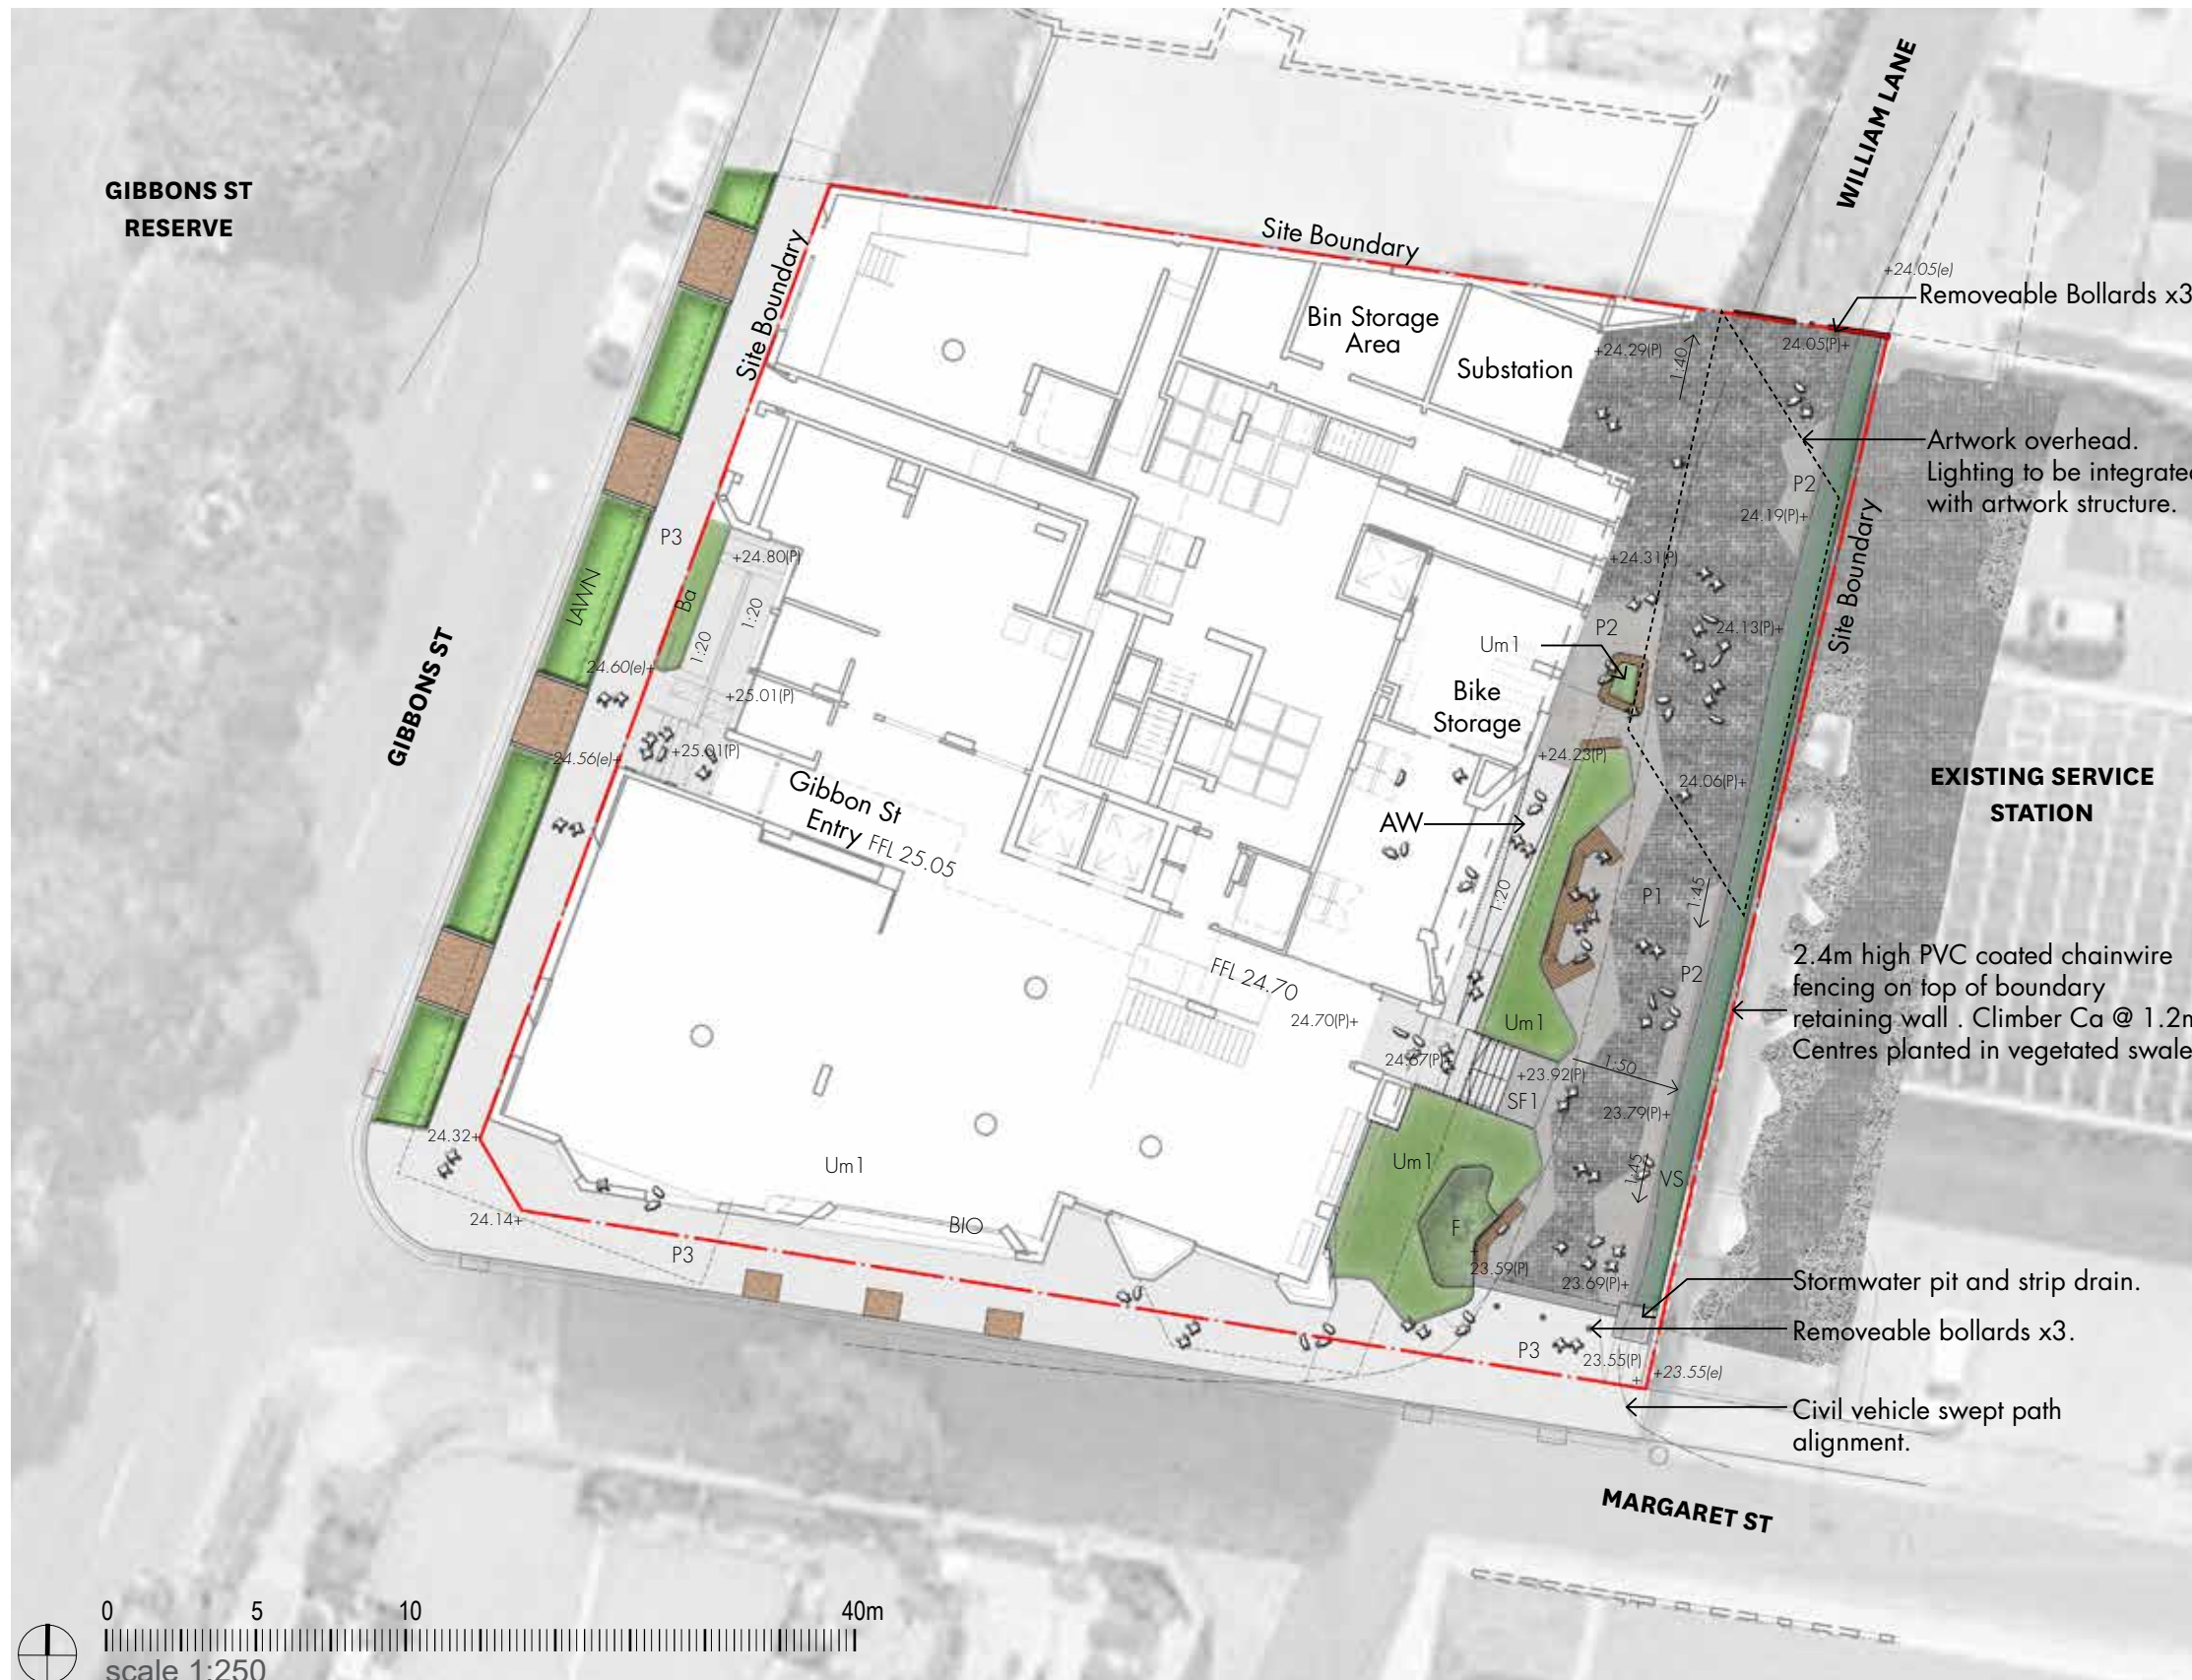 GIBBONS ST
RESERVE
WILLIAM LANE
Site Boundary
Site Boundary
+24.05(e)
Removeable Bollards x3
Bin Storage
Area
Substation
+24.29(P)
1:40
24.05(P)+
Artwork overhead.
Lighting to be integrated
with artwork structure.
P2
24.19(P)+
Site Boundary
P3
+24.80(P)
+24.31(P)
LAWN
Ba
1:20
1:20
24.60(e)+
+25.01(P)
GIBBONS ST
24.56(e)+
+25.01(P)
Um1
P2
24.13(P)+
Bike
Storage
+24.23(P)
24.06(P)+
EXISTING SERVICE
STATION
Gibbon St
Entry FFL 25.05
AW
1:20
P1
1:45
FFL 24.70
24.70(P)+
P2
2.4m high PVC coated chainwire
fencing on top of boundary
retaining wall . Climber Ca @ 1.2m
Centres planted in vegetated swale
Um1
24.67(P)+
1:50
+23.92(P)
SF1
23.79(P)+
24.32+
Um1
Um1
1:45
VS
24.14+
BIO
F
P3
+
23.59(P)
23.69(P)+
Stormwater pit and strip drain.
Removeable bollards x3.
P3
23.55(P)
+
+23.55(e)
Civil vehicle swept path
alignment.
MARGARET ST
0 5 10 40m
scale 1:250